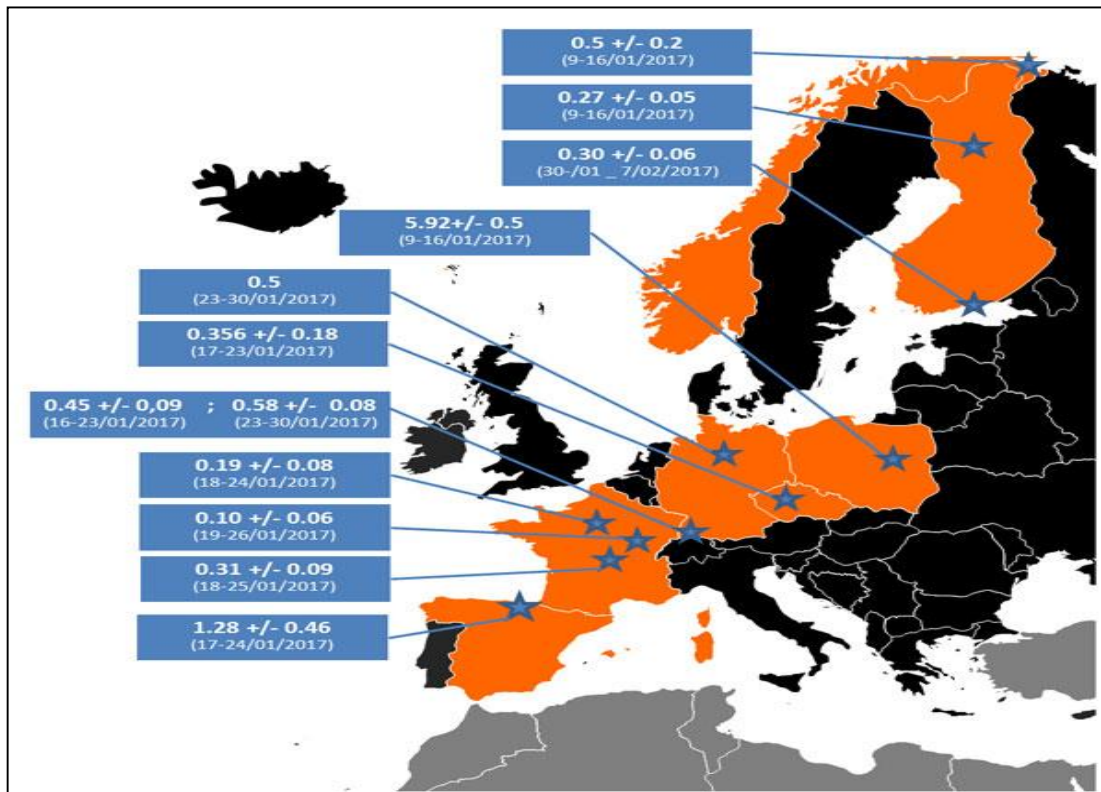 0.5 +/- 0.2
(9-16/01/2017)
0.27 +/- 0.05
(9-16/01/2017)
0.30 +/- 0.06
(30-/01 _ 7/02/2017)
5.92+/- 0.5
(9-16/01/2017)
0.5
(23-30/01/2017)
0.356 +/- 0.18
(17-23/01/2017)
0.45 +/- 0,09 ; 0.58 +/- 0.08
(16-23/01/2017) (23-30/01/2017)
0.19 +/- 0.08
(18-24/01/2017)
0.10 +/- 0.06
(19-26/01/2017)
0.31 +/- 0.09
(18-25/01/2017)
1.28 +/- 0.46
(17-24/01/2017)